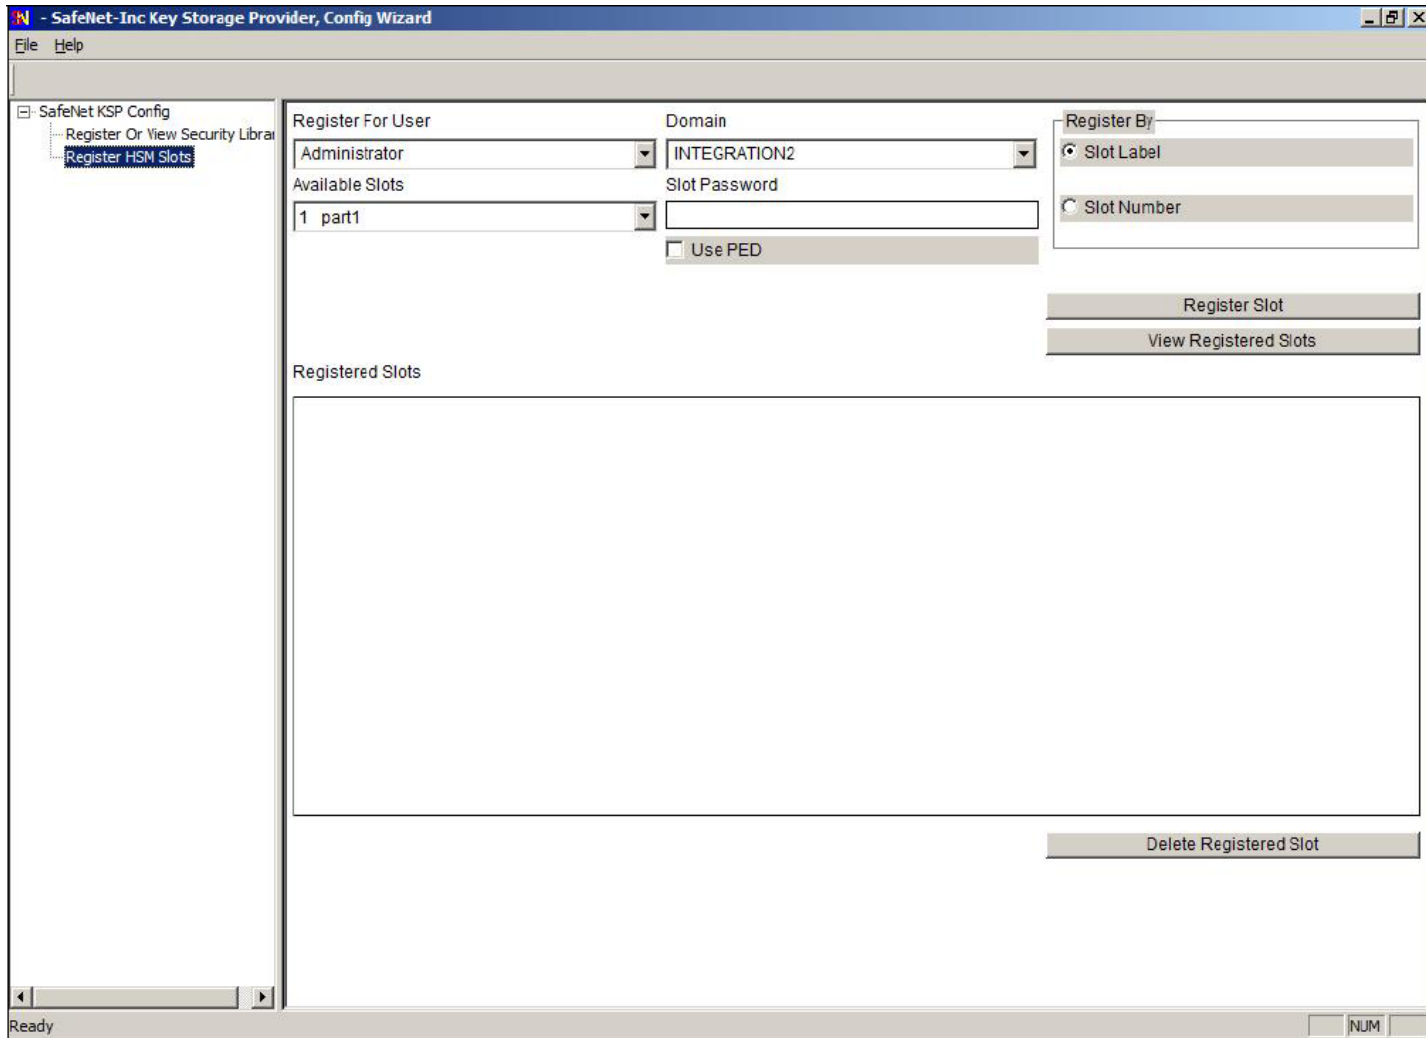 - SafeNet-Inc Key Storage Provider, Config Wizard
File Help
SafeNet KSP Config
Register Or View Security Librar
Register HSM Slots
Register For User
Domain
Register By
Administrator
INTEGRATION2
Slot Label
Available Slots
Slot Password
1 part1
Slot Number
Use PED
Register Slot
View Registered Slots
Registered Slots
Delete Registered Slot
Ready
NUM